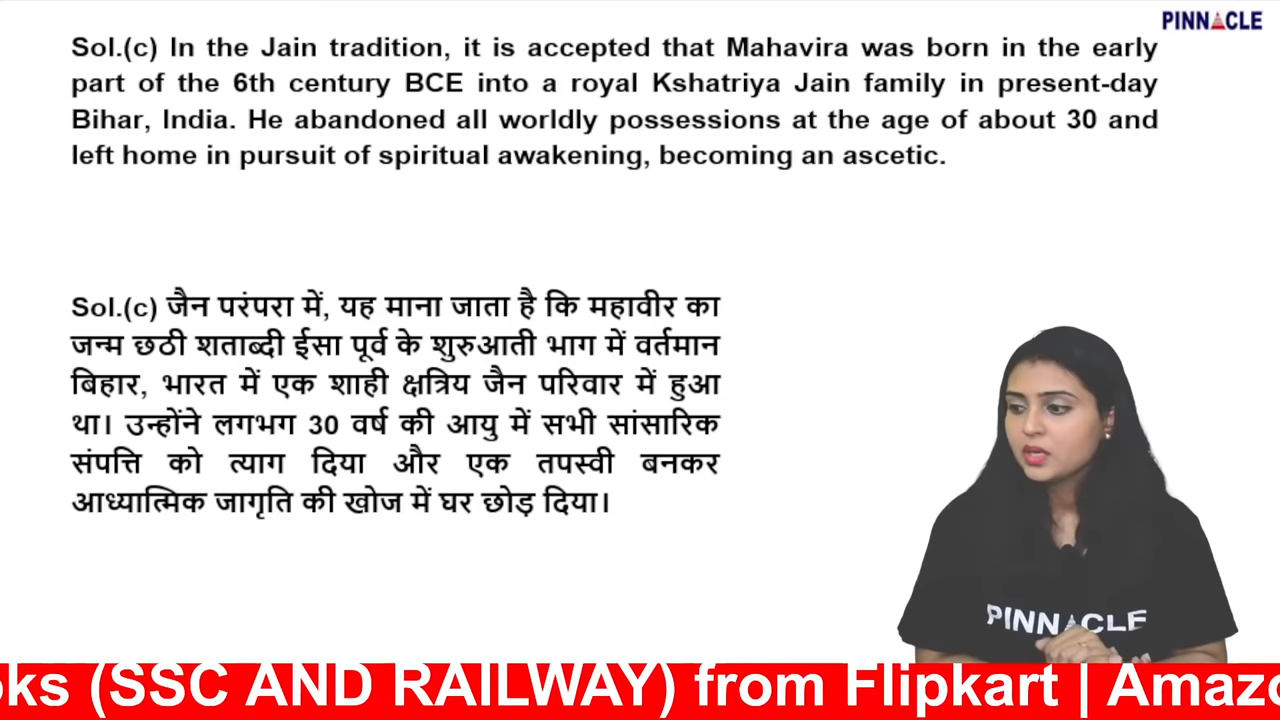 PINNACLE
Sol.(c) In the Jain tradition, it is accepted that Mahavira was born in the early
part of the 6th century BCE into a royal Kshatriya Jain family in present-day
Bihar, India. He abandoned all worldly possessions at the age of about 30 and
left home in pursuit of spiritual awakening, becoming an ascetic.
Sol.(c) जैन परंपरा में, यह माना जाता है कि महावीर का
जन्म छठी शताब्दी ईसा पूर्व के शुरुआती भाग में वर्तमान
बिहार, भारत में एक शाही क्षत्रिय जैन परिवार में हुआ
था। उन्होंने लगभग 30 वर्ष की आयु में सभी सांसारिक
संपत्ति को त्याग दिया और एक तपस्वी बनकर
आध्यात्मिक जागृति की खोज में घर छोड़ दिया।
PINNACLE
oks (SSC AND RAILWAY) from Flipkart | Amazo